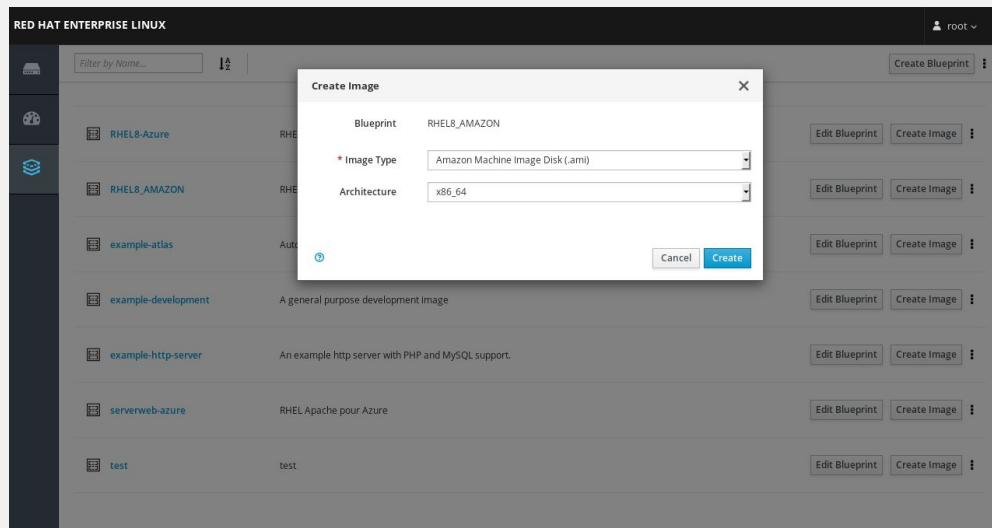 RED HAT ENTERPRISE LINUX
root
Filter by Name...
Create Blueprint
Create Image
Blueprint RHEL8_AMAZON
* Image Type Amazon Machine Image Disk (.ami)
Architecture x86_64
Cancel Create
RHEL8-Azure RHE Edit Blueprint Create Image
RHEL8_AMAZON RHE Edit Blueprint Create Image
example-atlas Auto Edit Blueprint Create Image
example-development A general purpose development image Edit Blueprint Create Image
example-http-server An example http server with PHP and MySQL support. Edit Blueprint Create Image
serverweb-azure RHEL Apache pour Azure Edit Blueprint Create Image
test test Edit Blueprint Create Image